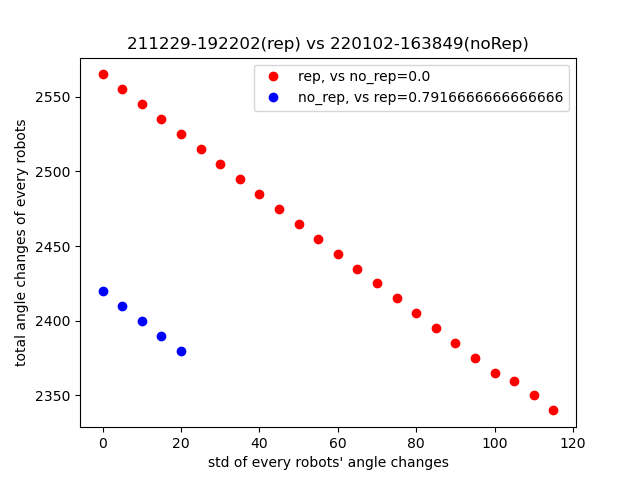 211229-192202(rep) vs 220102-163849(noRep)
rep, vs no_rep=0.0
no_rep, vs rep=0.7916666666666666
total angle changes of every robots
2550
2500
2450
2400
2350
0 20 40 60 80 100 120
std of every robots' angle changes